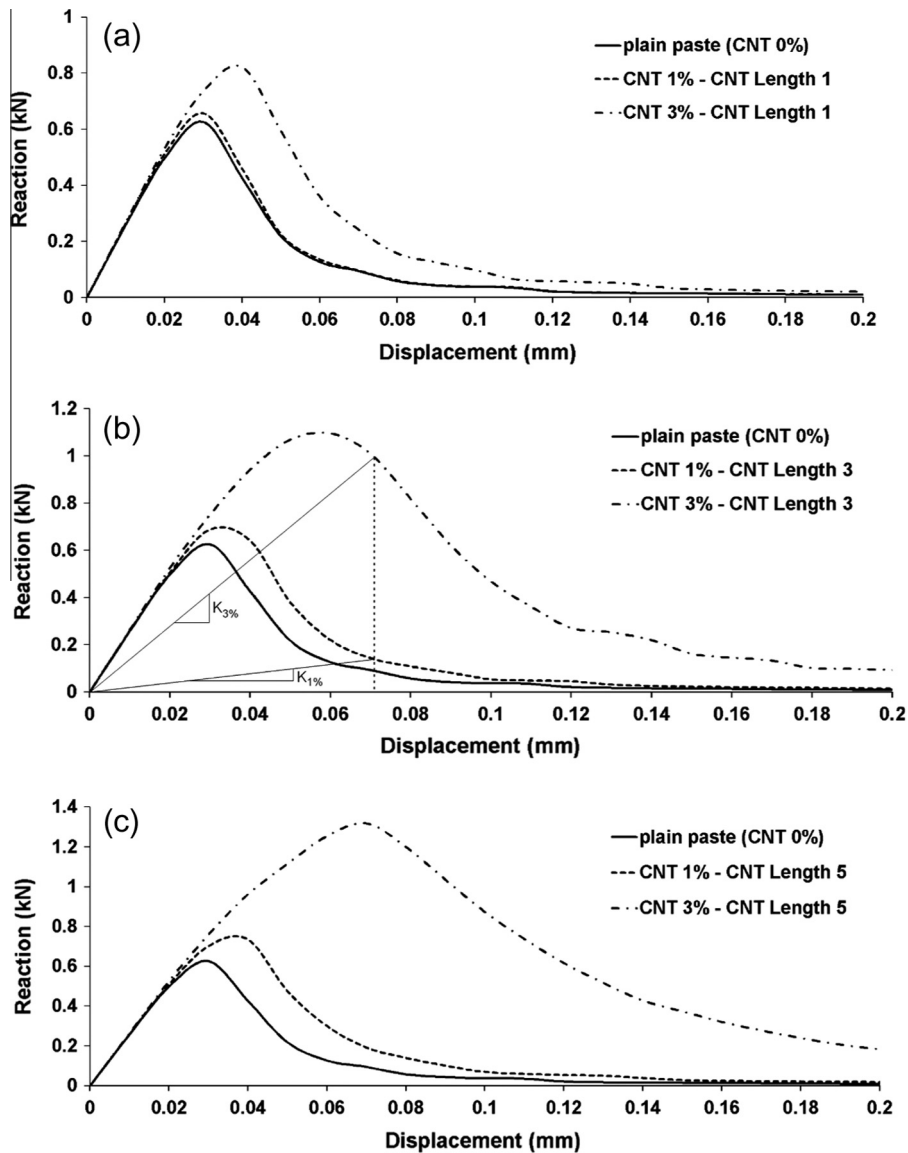 (a)
plain paste (CNT 0%)
CNT 1% - CNT Length 1
CNT 3% - CNT Length 1
Reaction (kN)
1
0.8
0.6
0.4
0.2
0
0 0.02 0.04 0.06 0.08 0.1 0.12 0.14 0.16 0.18 0.2
Displacement (mm)
(b)
plain paste (CNT 0%)
CNT 1% - CNT Length 3
CNT 3% - CNT Length 3
Reaction (kN)
1.2
1
0.8
0.6
0.4
0.2
0
K3%
K1%
0 0.02 0.04 0.06 0.08 0.1 0.12 0.14 0.16 0.18 0.2
Displacement (mm)
(c)
plain paste (CNT 0%)
CNT 1% - CNT Length 5
CNT 3% - CNT Length 5
Reaction (kN)
1.4
1.2
1
0.8
0.6
0.4
0.2
0
0 0.02 0.04 0.06 0.08 0.1 0.12 0.14 0.16 0.18 0.2
Displacement (mm)